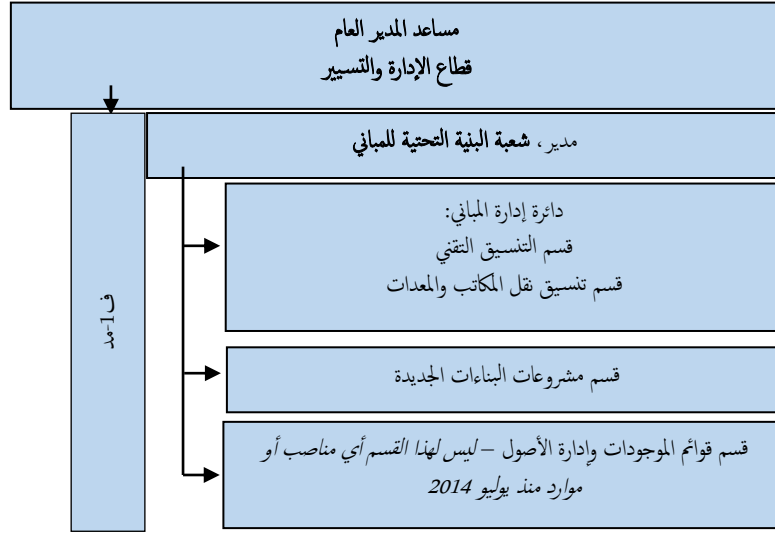 مساعد المدير العام
قطاع الإدارة والتسيير
مدير، شعبة البنية التحتية للمباني
دائرة إدارة المباني:
قسم التنسيق التقني
قسم تنسيق نقل المكاتب والمعدات
ف1-مد
قسم مشروعات البناءات الجديدة
قسم قوائم الموجودات وإدارة الأصول – ليس لهذا القسم أي مناصب أو
موارد منذ يوليو 2014